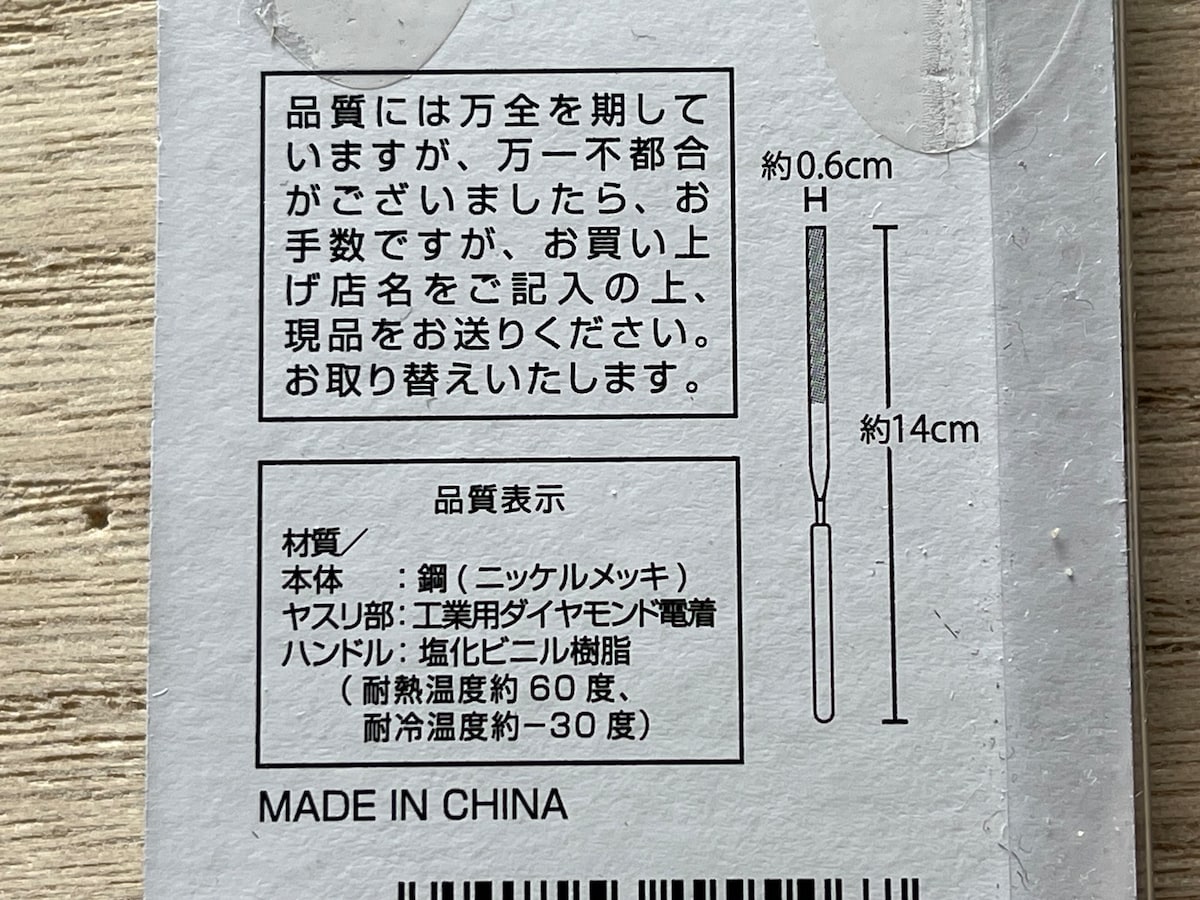 品質には万全を期して
いますが、万一不都合
がございましたら、お
手数ですが、お買い上
げ店名をご記入の上、
現品をお送りください。
お取り替えいたします。
約0.6cm
約14cm
品質表示
材質／
本体　：鋼（ニッケルメッキ）
ヤスリ部：工業用ダイヤモンド電着
ハンドル：塩化ビニル樹脂
（耐熱温度約60度、
耐冷温度約－30度）
MADE IN CHINA